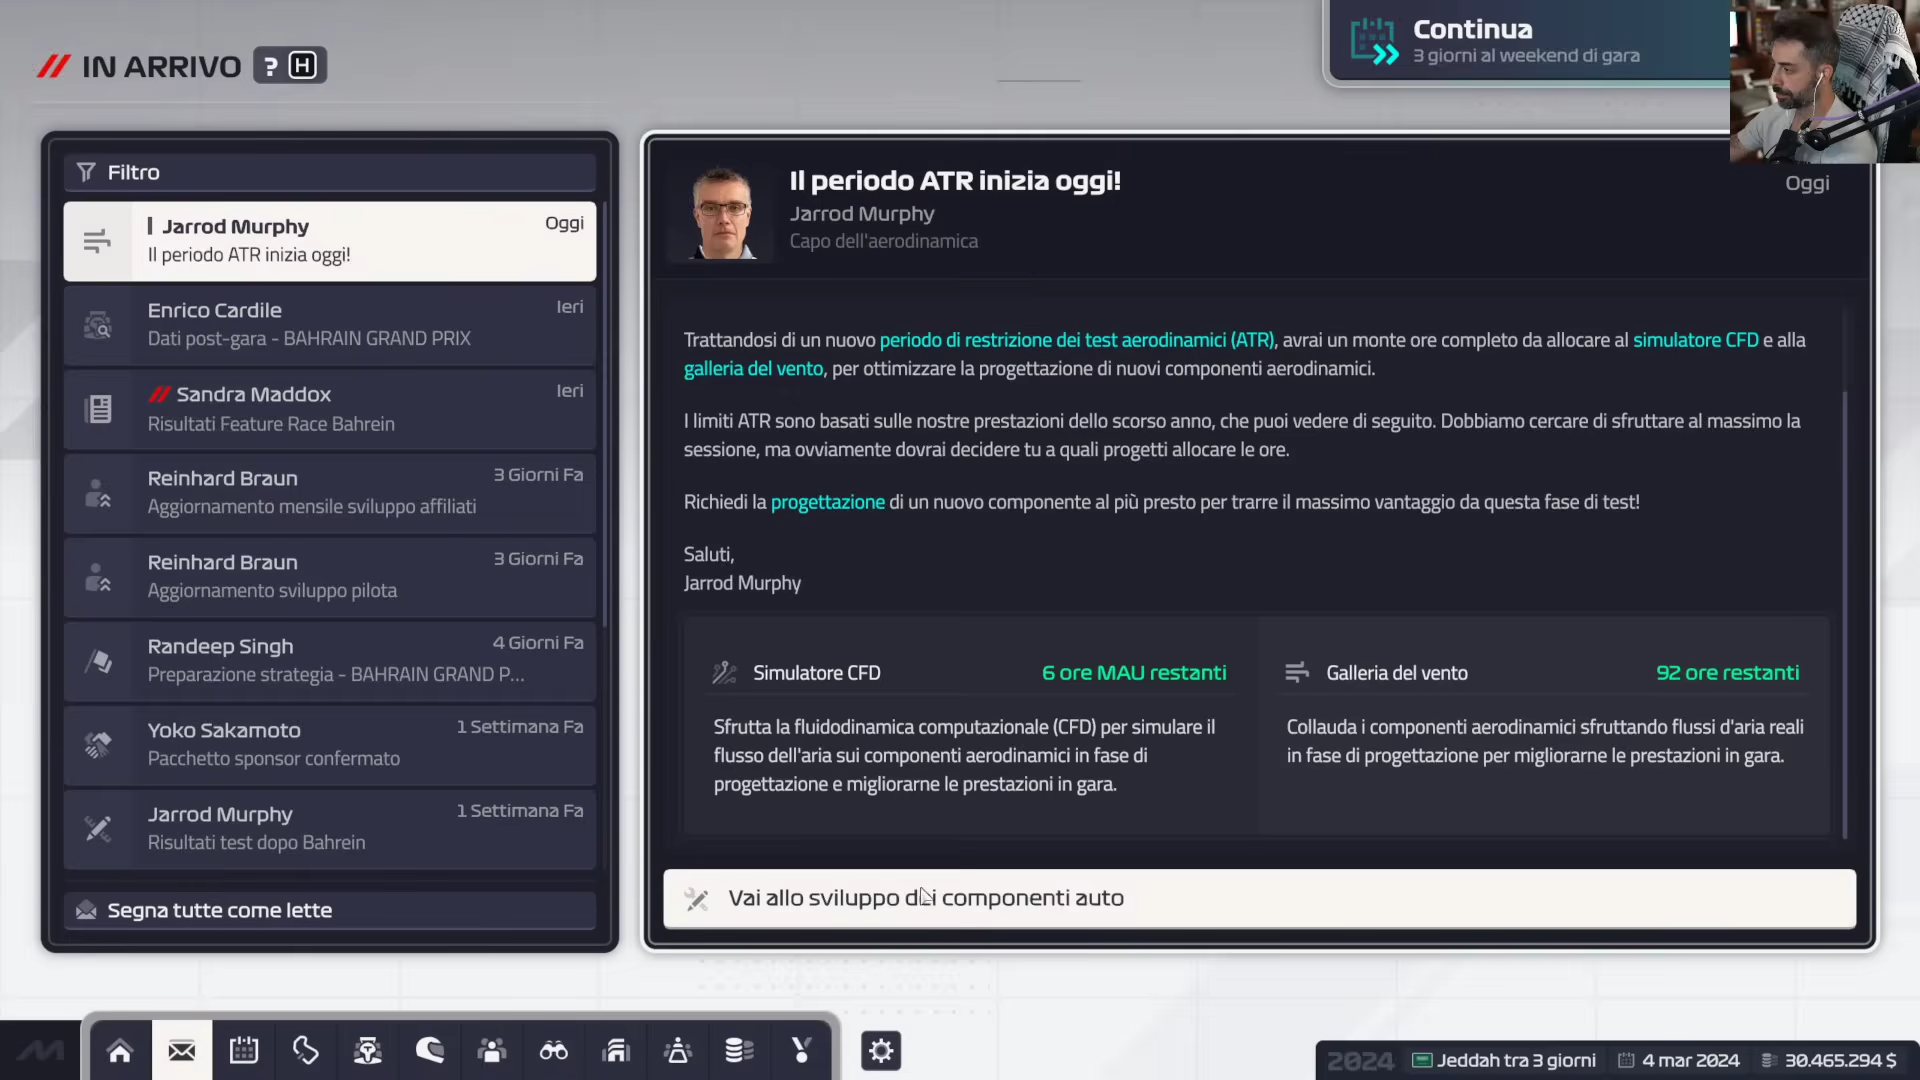 IN ARRIVO ? H
Continua
3 giorni al weekend di gara
Filtro
Jarrod Murphy Oggi
Il periodo ATR inizia oggi!
Enrico Cardile Ieri
Dati post-gara - BAHRAIN GRAND PRIX
Sandra Maddox Ieri
Risultati Feature Race Bahrein
Reinhard Braun 3 Giorni Fa
Aggiornamento mensile sviluppo affiliati
Reinhard Braun 3 Giorni Fa
Aggiornamento sviluppo pilota
Randeep Singh 4 Giorni Fa
Preparazione strategia - BAHRAIN GRAND P...
Yoko Sakamoto 1 Settimana Fa
Pacchetto sponsor confermato
Jarrod Murphy 1 Settimana Fa
Risultati test dopo Bahrein
Segna tutte come lette
Il periodo ATR inizia oggi! Oggi
Jarrod Murphy
Capo dell'aerodinamica
Trattandosi di un nuovo periodo di restrizione dei test aerodinamici (ATR), avrai un monte ore completo da allocare al simulatore CFD e alla
galleria del vento, per ottimizzare la progettazione di nuovi componenti aerodinamici.
I limiti ATR sono basati sulle nostre prestazioni dello scorso anno, che puoi vedere di seguito. Dobbiamo cercare di sfruttare al massimo la
sessione, ma ovviamente dovrai decidere tu a quali progetti allocare le ore.
Richiedi la progettazione di un nuovo componente al più presto per trarre il massimo vantaggio da questa fase di test!
Saluti,
Jarrod Murphy
Simulatore CFD 6 ore MAU restanti
Sfrutta la fluidodinamica computazionale (CFD) per simulare il
flusso dell'aria sui componenti aerodinamici in fase di
progettazione e migliorarne le prestazioni in gara.
Galleria del vento 92 ore restanti
Collauda i componenti aerodinamici sfruttando flussi d'aria reali
in fase di progettazione per migliorarne le prestazioni in gara.
Vai allo sviluppo dei componenti auto
2024 Jeddah tra 3 giorni 4 mar 2024 30.465.294 $